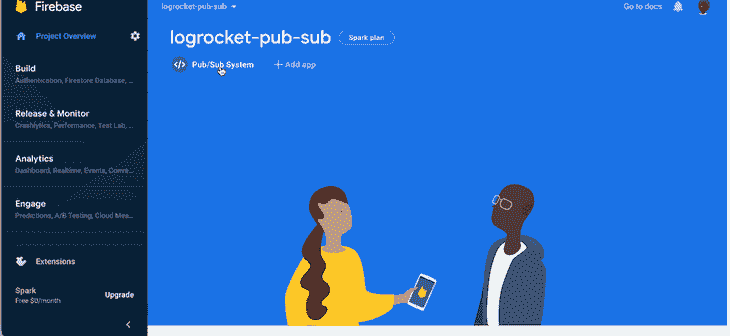 Firebase
logrocket-pub-sub
Go to docs
Project Overview
logrocket-pub-sub
Spark plan
Pub/Sub System
Add app
Build
Authentication, Firestore Database, ...
Release & Monitor
Crashlytics, Performance, Test Lab, ...
Analytics
Dashboard, Realtime, Events, Conve...
Engage
Predictions, A/B Testing, Cloud Mes...
Extensions
Spark
Free $0/month
Upgrade